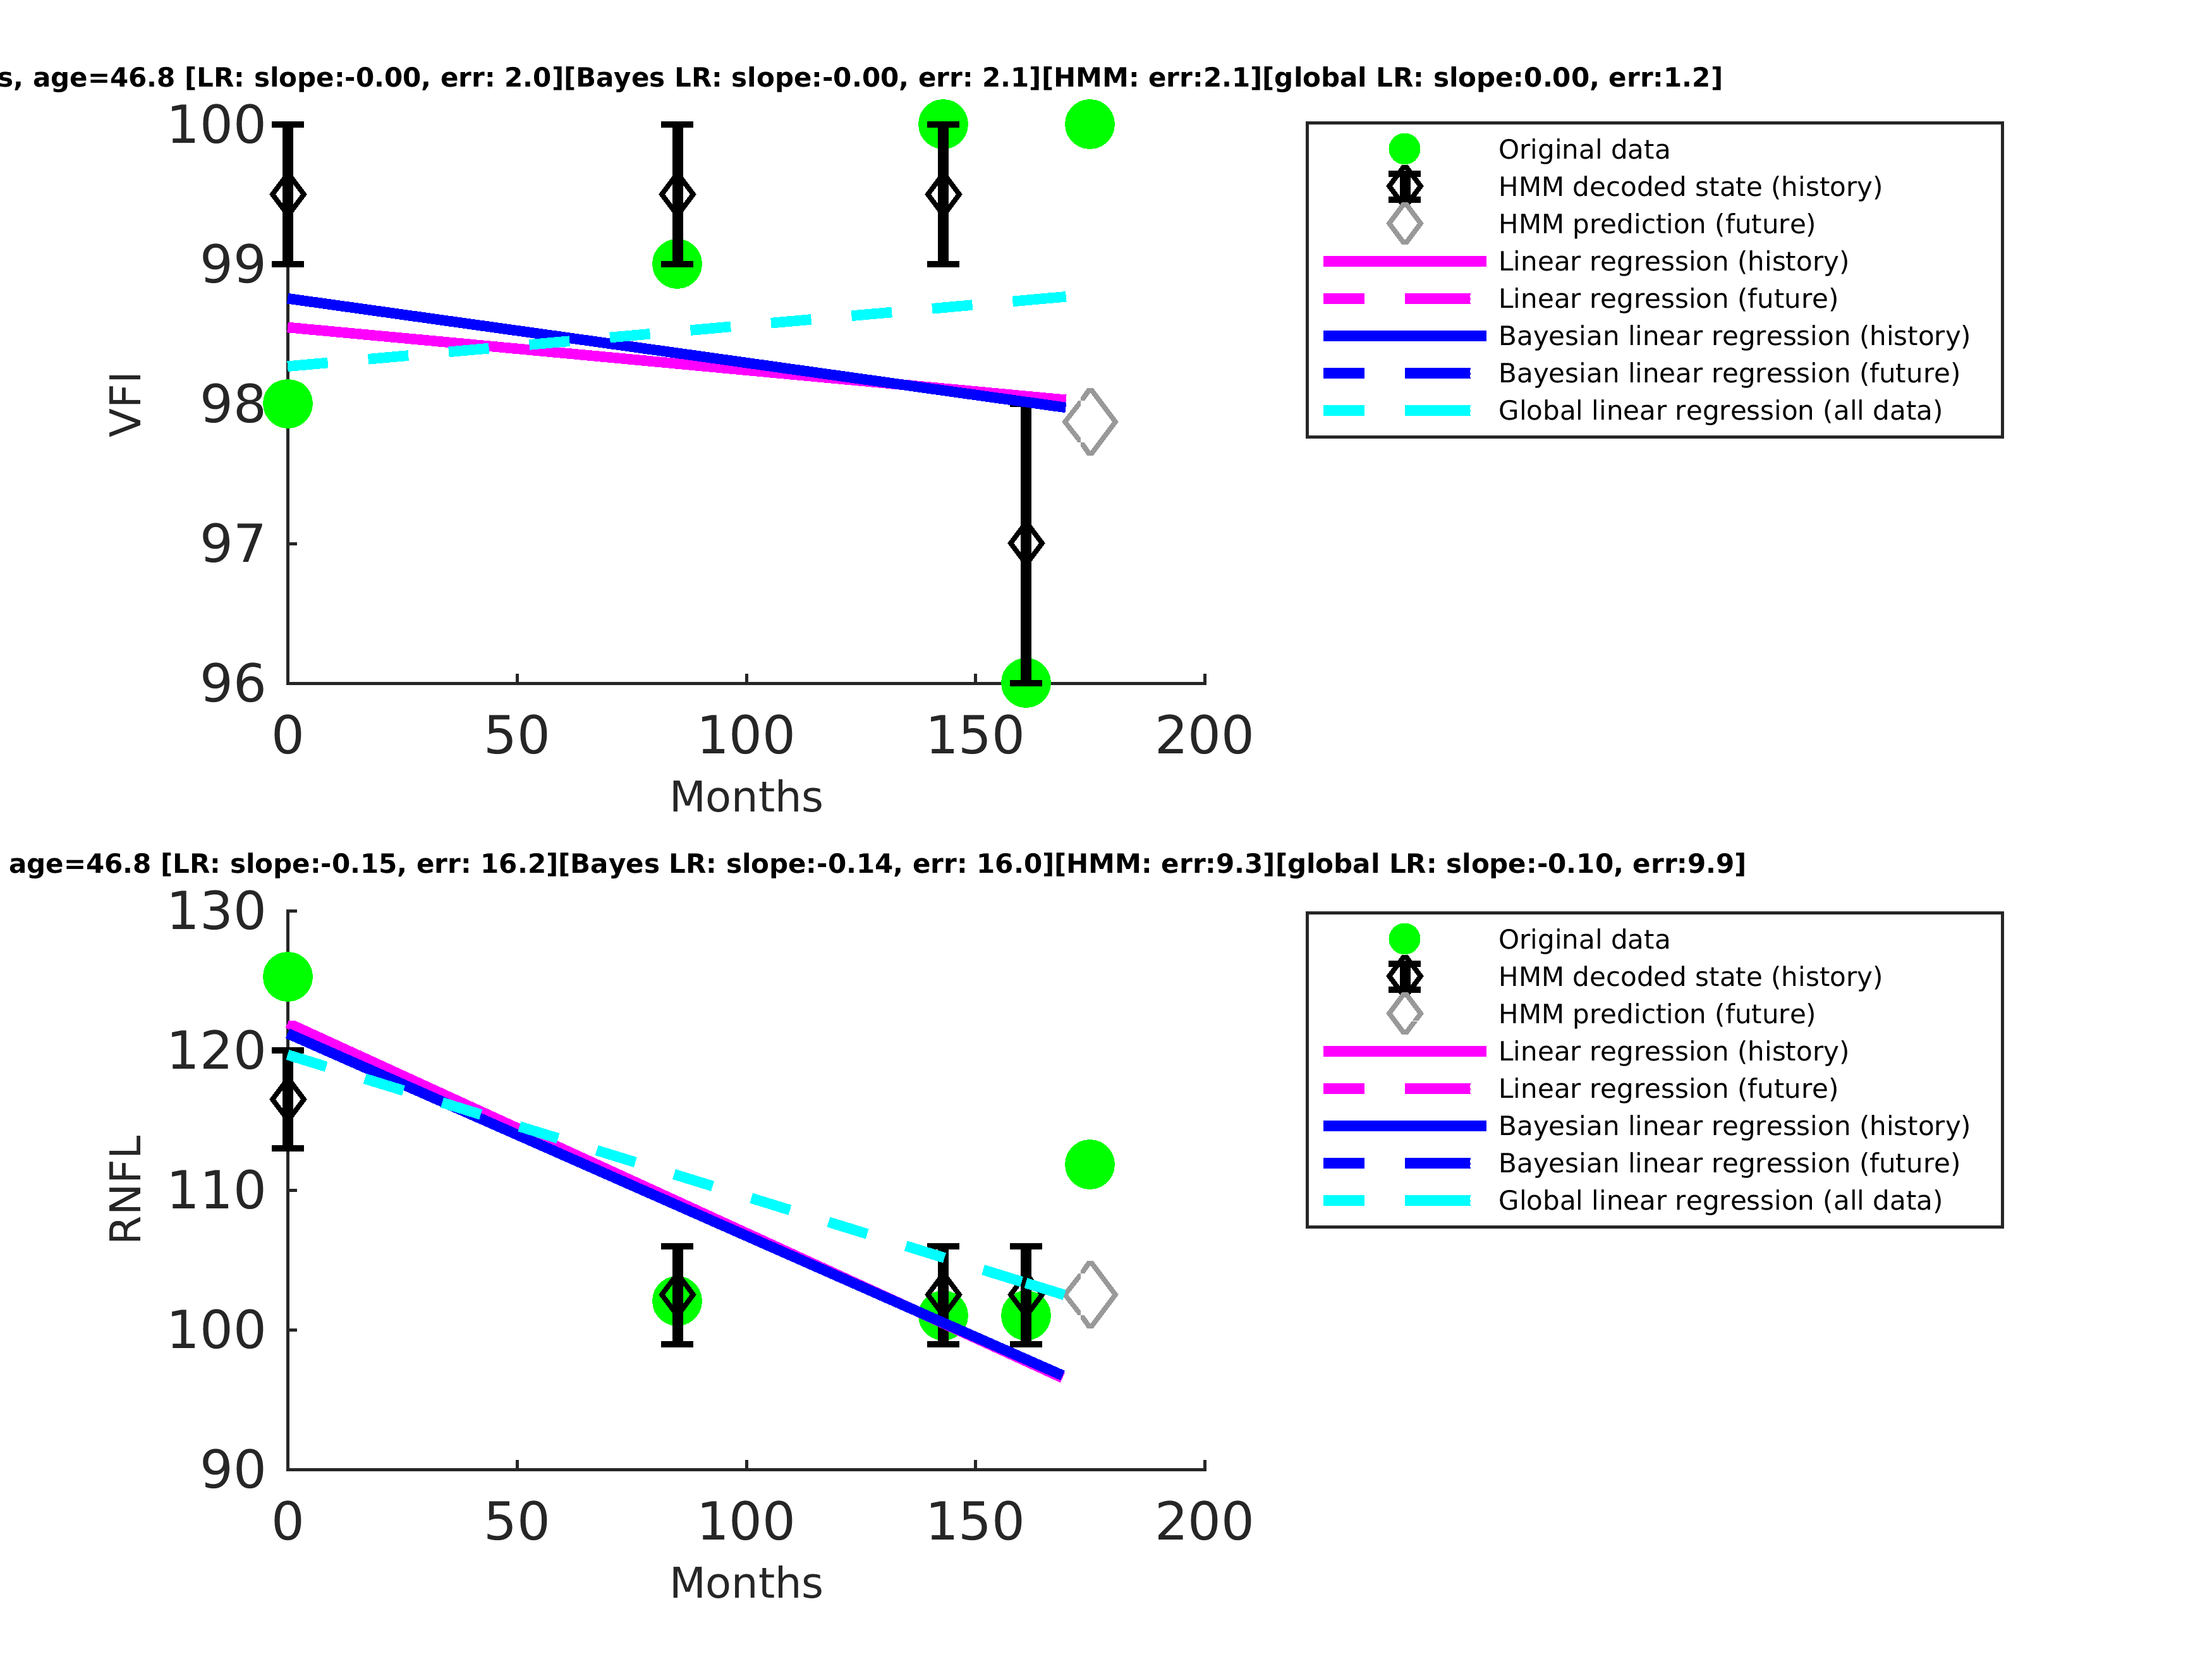 s, age=46.8 [LR: slope:-0.00, err: 2.0][Bayes LR: slope:-0.00, err: 2.1][HMM: err:2.1][global LR: slope:0.00, err:1.2]
100
99
98
97
96
VFI
0 50 100 150 200
Months
Original data
HMM decoded state (history)
HMM prediction (future)
Linear regression (history)
Linear regression (future)
Bayesian linear regression (history)
Bayesian linear regression (future)
Global linear regression (all data)
age=46.8 [LR: slope:-0.15, err: 16.2][Bayes LR: slope:-0.14, err: 16.0][HMM: err:9.3][global LR: slope:-0.10, err:9.9]
130
120
110
100
90
RNFL
0 50 100 150 200
Months
Original data
HMM decoded state (history)
HMM prediction (future)
Linear regression (history)
Linear regression (future)
Bayesian linear regression (history)
Bayesian linear regression (future)
Global linear regression (all data)